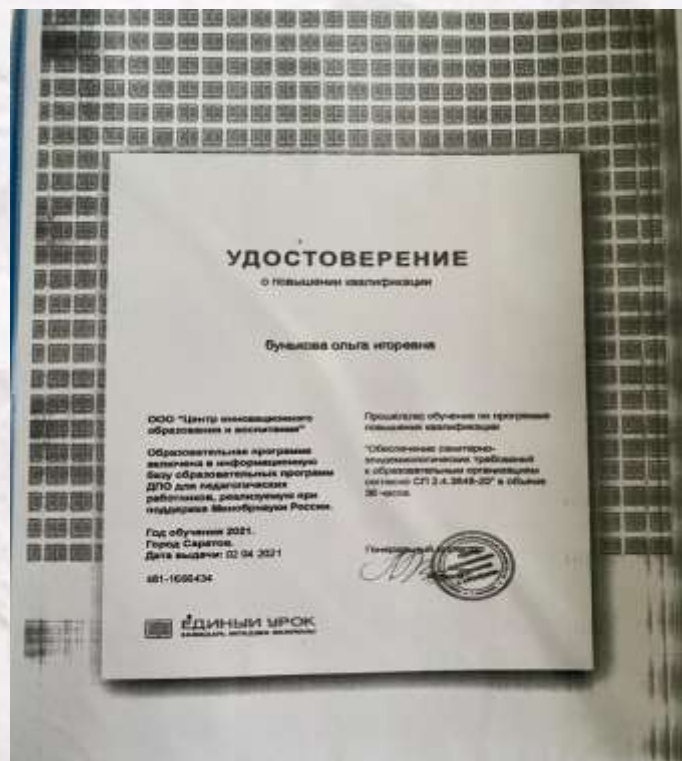 УДОСТОВЕРЕНИЕ
о повышении квалификации
бунькова ольга игоревна
ООО "Центр инновационного
образования и воспитания"
Образовательная программа
включена в информационную
базу образовательных программ
ДПО для педагогических
работников, реализуемую при
поддержке Минобрнауки России.
Год обучения 2021.
Город Саратов.
Дата выдачи: 02 04 2021
481-1666434
ЕДИНЫЙ УРОК
Прошел(ла) обучение по программе
повышения квалификации
"Обеспечение санитарно-
эпидемиологических требований
к образовательным организациям
согласно СП 2.4.3648-20" в объеме
36 часов.
Генеральный директор